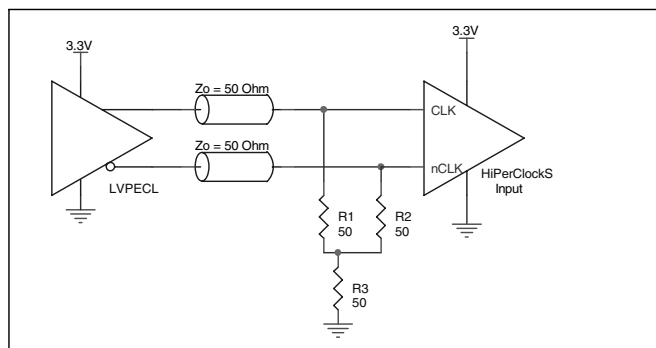 3.3V
3.3V
Zo = 50 Ohm
CLK
Zo = 50 Ohm
nCLK
LVPECL
HiPerClockS
Input
R1
50
R2
50
R3
50